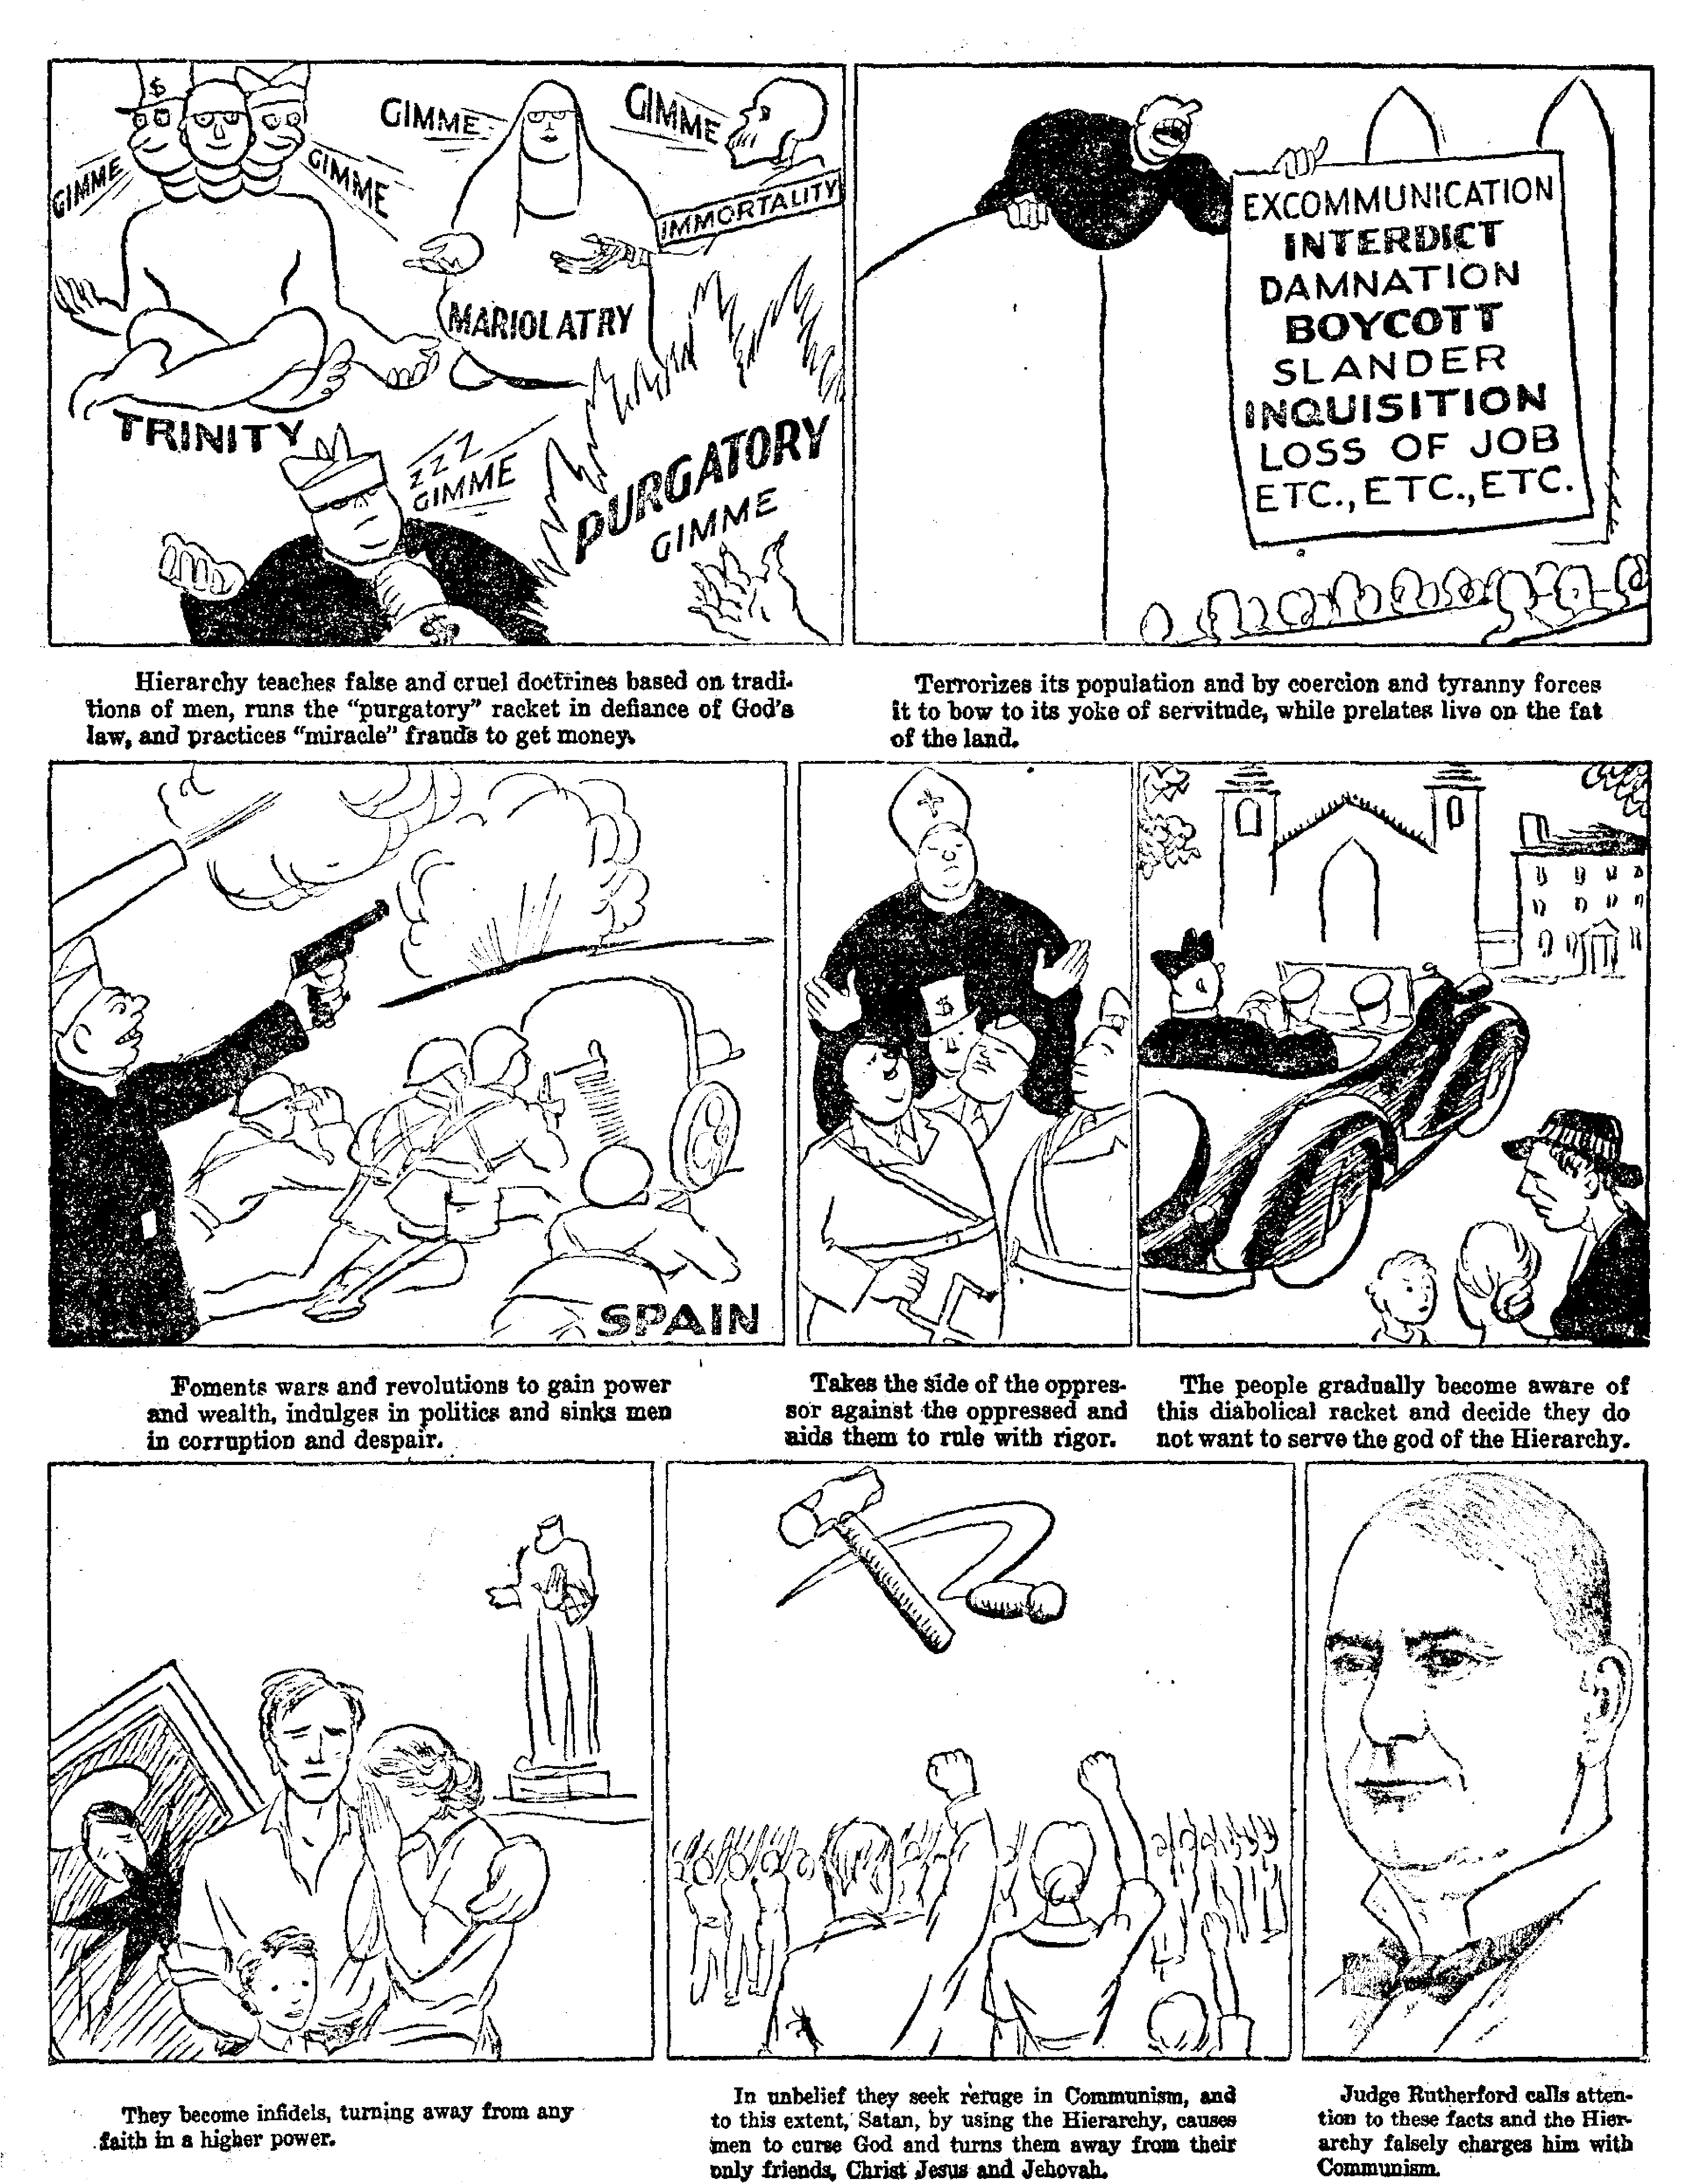 $
GIMME
GIMME
GIMME
GIMME
IMMORTALITY
MARIOLATRY
TRINITY
ZZZ
GIMME
PURGATORY
GIMME
$
EXCOMMUNICATION
INTERDICT
DAMNATION
BOYCOTT
SLANDER
INQUISITION
LOSS OF JOB
ETC., ETC., ETC.
Hierarchy teaches false and cruel doctrines based on tradi-
tions of men, runs the "purgatory" racket in defiance of God's
law, and practices "miracle" frauds to get money.
Terrorizes its population and by coercion and tyranny forces
it to bow to its yoke of servitude, while prelates live on the fat
of the land.
SPAIN
$
Foments wars and revolutions to gain power
and wealth, indulges in politics and sinks men
in corruption and despair.
Takes the side of the oppres-
sor against the oppressed and
aids them to rule with rigor.
The people gradually become aware of
this diabolical racket and decide they do
not want to serve the god of the Hierarchy.
They become infidels, turning away from any
faith in a higher power.
In unbelief they seek refuge in Communism, and
to this extent, Satan, by using the Hierarchy, causes
men to curse God and turns them away from their
only friends, Christ Jesus and Jehovah.
Judge Rutherford calls atten-
tion to these facts and the Hier-
archy falsely charges him with
Communism.